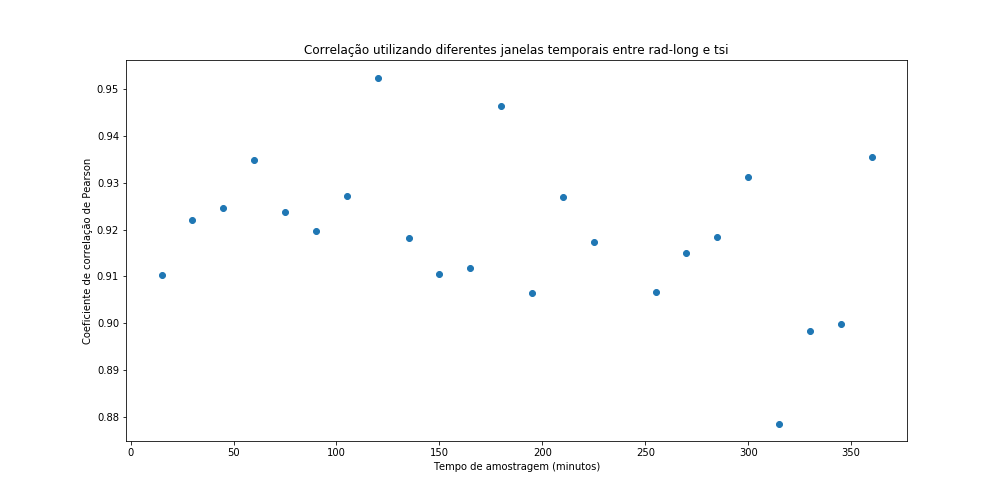 Correlação utilizando diferentes janelas temporais entre rad-long e tsi
Coeficiente de correlação de Pearson
0.95
0.94
0.93
0.92
0.91
0.90
0.89
0.88
0 50 100 150 200 250 300 350
Tempo de amostragem (minutos)